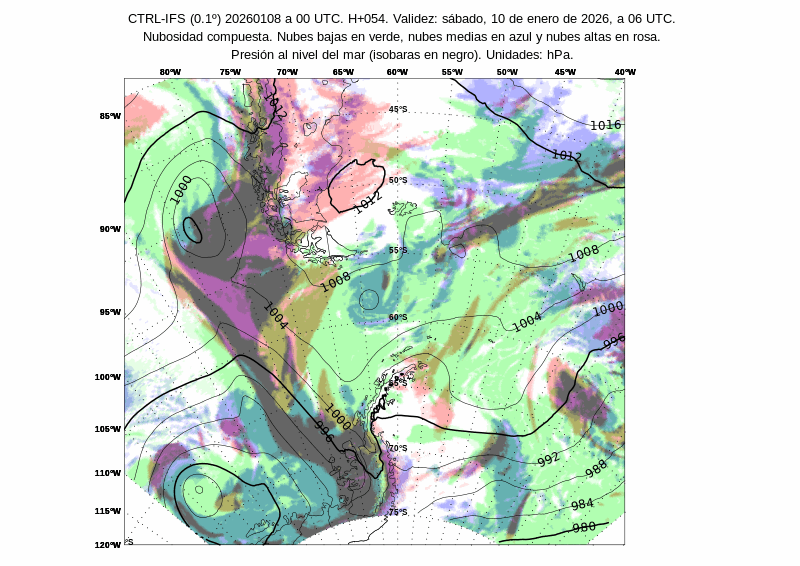 CTRL-IFS (0.1º) 20260108 a 00 UTC. H+054. Validez: sábado, 10 de enero de 2026, a 06 UTC.
Nubosidad compuesta. Nubes bajas en verde, nubes medias en azul y nubes altas en rosa.
Presión al nivel del mar (isobaras en negro). Unidades: hPa.
80°W 75°W 70°W 65°W 60°W 55°W 50°W 45°W 40°W
1012
45°S
85°W
1016
1012
50°S
1000
1012
90°W
55°S
1008
1008
95°W
1004
60°S
1004
1000
996
100°W
65°S
1000
105°W
996
70°S
992
988
110°W
984
115°W
75°S
980
120°W
°S